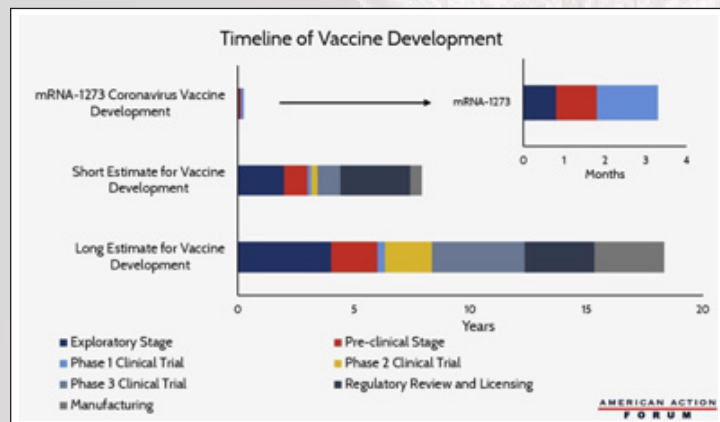 Timeline of Vaccine Development
mRNA-1273 Coronavirus Vaccine
Development
mRNA-1273
0 1 2 3 4
Months
Short Estimate for Vaccine
Development
Long Estimate for Vaccine
Development
0 5 10 15 20
Years
Exploratory Stage
Pre-clinical Stage
Phase 1 Clinical Trial
Phase 2 Clinical Trial
Phase 3 Clinical Trial
Regulatory Review and Licensing
Manufacturing
AMERICAN ACTION
FORUM